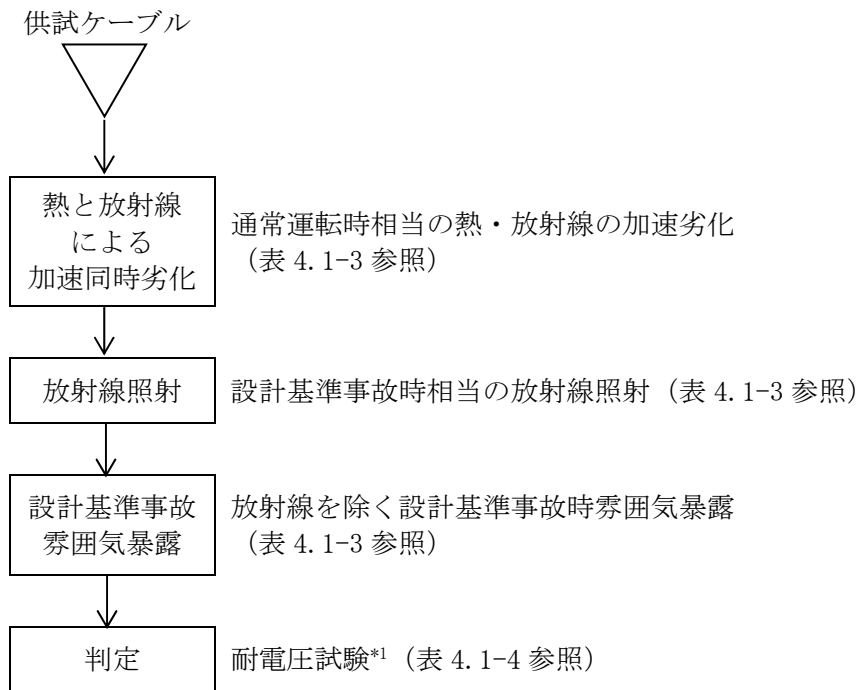 供試ケーブル
熱と放射線
による
加速同時劣化
通常運転時相当の熱・放射線の加速劣化
(表 4.1-3 参照)
放射線照射
設計基準事故時相当の放射線照射(表 4.1-3 参照)
設計基準事故
雰囲気暴露
放射線を除く設計基準事故時雰囲気暴露
(表 4.1-3 参照)
判定
耐電圧試験*1(表 4.1-4 参照)